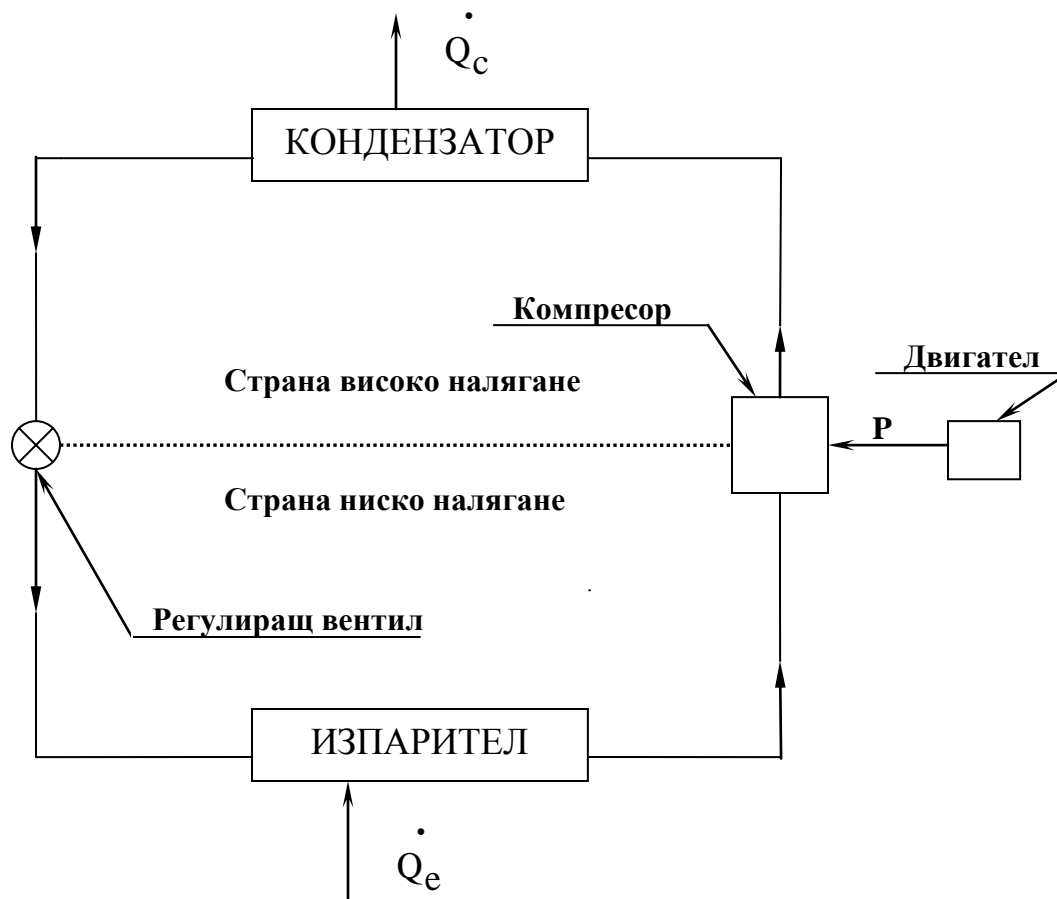 Q̇c
КОНДЕНЗАТОР
Компресор
Двигател
Страна високо налягане
P
Страна ниско налягане
Регулиращ вентил
ИЗПАРИТЕЛ
Q̇e